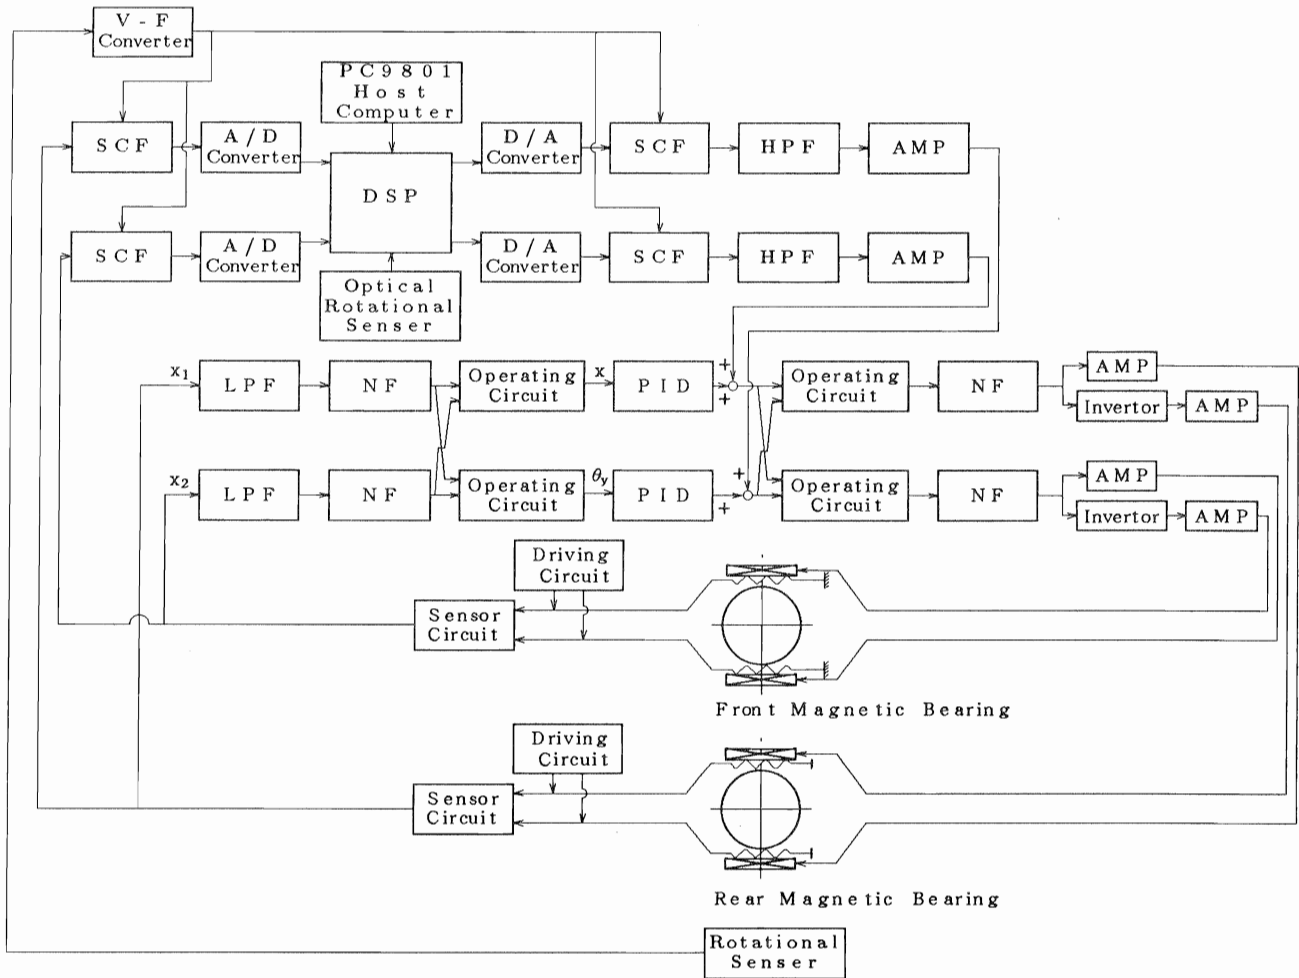 V - F
Converter
PC9801
Host
Computer
SCF
A / D
Converter
D / A
Converter
SCF
HPF
AMP
DSP
SCF
A / D
Converter
D / A
Converter
SCF
HPF
AMP
Optical
Rotational
Senser
x1
LPF
NF
Operating
Circuit
x
PID
+
+
Operating
Circuit
NF
AMP
Invertor
AMP
x2
LPF
NF
Operating
Circuit
θy
PID
+
+
Operating
Circuit
NF
AMP
Invertor
AMP
Driving
Circuit
Sensor
Circuit
Front Magnetic Bearing
Driving
Circuit
Sensor
Circuit
Rear Magnetic Bearing
Rotational
Senser